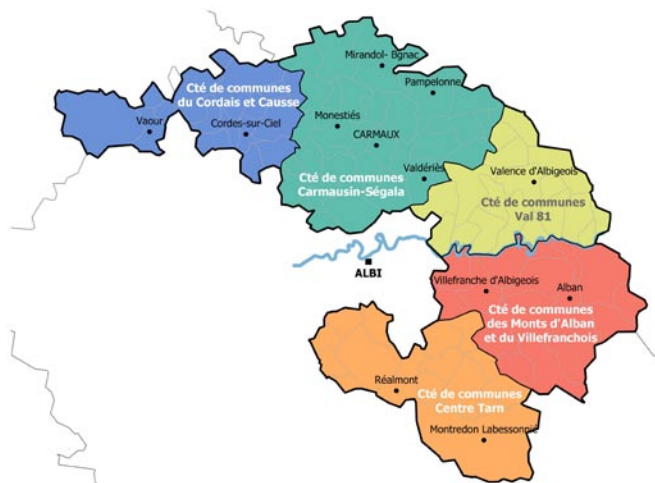 Mirandol- Bgnac
Pampelonne
Cté de communes
du Cordais et Causse
Monestiés
Vaour
Cordes-sur-Ciel
CARMAUX
Cté de communes
Carmausin-Ségala
Valdériès
Valence d'Albigeois
Cté de communes
Val 81
ALBI
Villefranche d'Albigeois
Alban
Cté de communes
des Monts d'Alban
et du Villefranchois
Réalmont
Cté de communes
Centre Tarn
Montredon Labessonnié